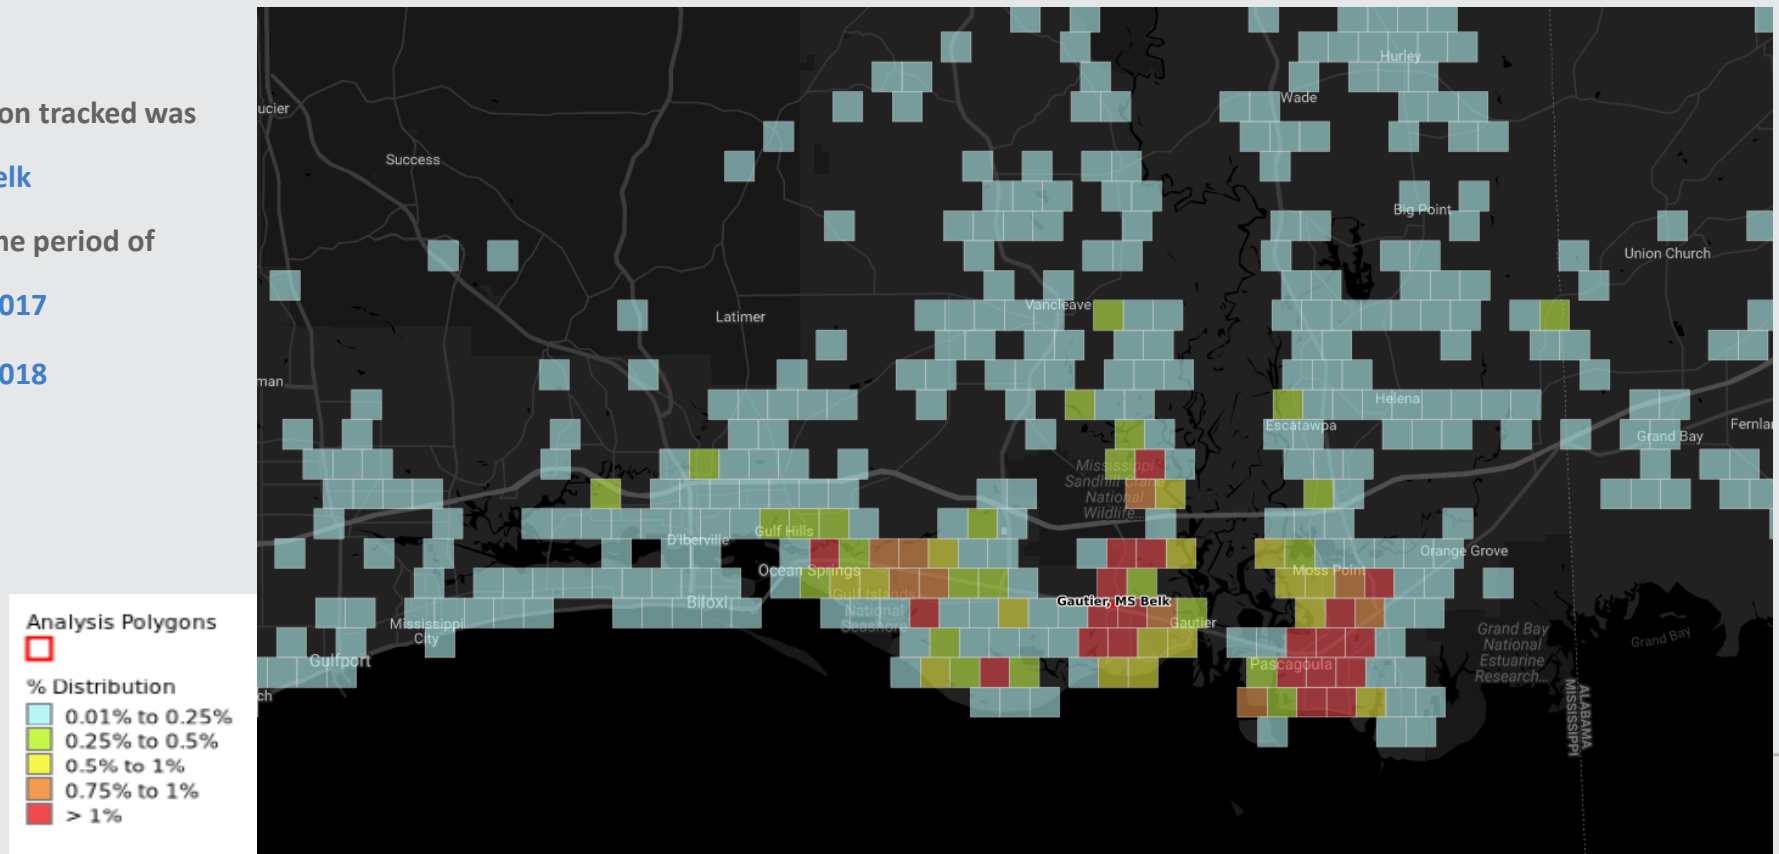 on tracked was
elk
ne period of
017
018
Analysis Polygons
% Distribution
0.01% to 0.25%
0.25% to 0.5%
0.5% to 1%
0.75% to 1%
> 1%
Hurley
Wade
ucier
Success
Big Point
Union Church
Vancleave
Latimer
man
Helena
Escatawpa
Grand Bay
Fernlan
Mississippi
Sandhill Crane
National
Wildlife...
Gulf Hills
D'Iberville
Orange Grove
Ocean Springs
Moss Point
Gulf Islands
National
Seashore
Biloxi
Gautier, MS Belk
Gautier
Mississippi
City
Grand Bay
National
Estuarine
Research...
Grand Bay
Gulfport
Pascagoula
ch
ALABAMA
MISSISSIPPI